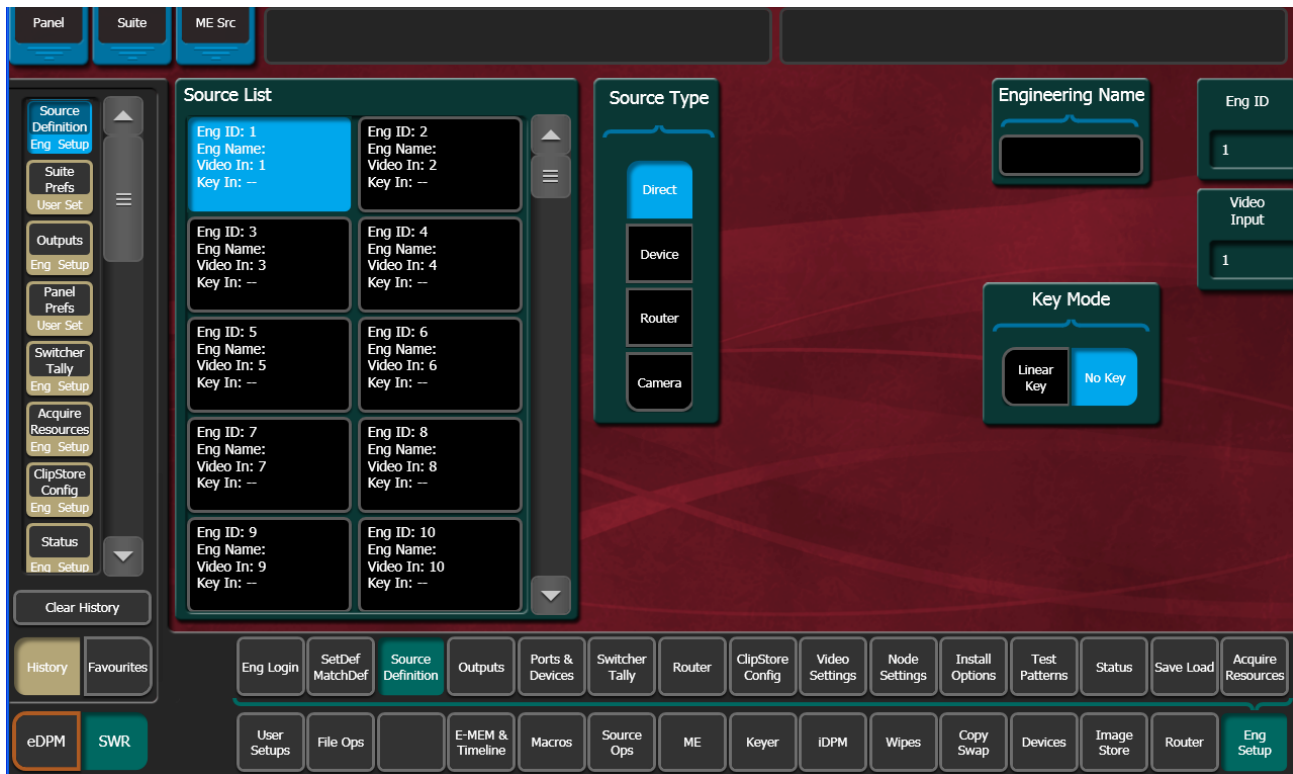 Panel
Suite
ME Src
Source
Definition
Eng Setup
Suite
Prefs
User Set
Outputs
Eng Setup
Panel
Prefs
User Set
Switcher
Tally
Eng Setup
Acquire
Resources
Eng Setup
ClipStore
Config
Eng Setup
Status
Eng Setup
Clear History
History
Favourites
eDPM
SWR
Source List
Eng ID: 1
Eng Name:
Video In: 1
Key In: --
Eng ID: 2
Eng Name:
Video In: 2
Key In: --
Eng ID: 3
Eng Name:
Video In: 3
Key In: --
Eng ID: 4
Eng Name:
Video In: 4
Key In: --
Eng ID: 5
Eng Name:
Video In: 5
Key In: --
Eng ID: 6
Eng Name:
Video In: 6
Key In: --
Eng ID: 7
Eng Name:
Video In: 7
Key In: --
Eng ID: 8
Eng Name:
Video In: 8
Key In: --
Eng ID: 9
Eng Name:
Video In: 9
Key In: --
Eng ID: 10
Eng Name:
Video In: 10
Key In: --
Source Type
Direct
Device
Router
Camera
Engineering Name
Key Mode
Linear
Key
No Key
Eng ID
1
Video
Input
1
Eng Login
SetDef
MatchDef
Source
Definition
Outputs
Ports &
Devices
Switcher
Tally
Router
ClipStore
Config
Video
Settings
Node
Settings
Install
Options
Test
Patterns
Status
Save Load
Acquire
Resources
User
Setups
File Ops
E-MEM &
Timeline
Macros
Source
Ops
ME
Keyer
iDPM
Wipes
Copy
Swap
Devices
Image
Store
Router
Eng
Setup